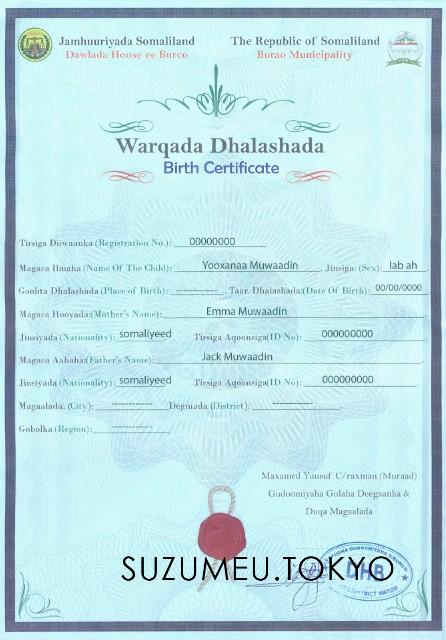 Jamhuuriyada Somaliland The Republic of Somaliland
Dawlada Hoose ee Burco Burao Municipality
Warqada Dhalashada
Birth Certificate
Tirsiga Diiwaanka (Registration No.): 00000000
Magaca Ilmaha (Name Of The Child): Yooxanaa Muwaadin Jinsiga: (Sex): lab ah
Goobta Dhalashada (Place of Birth): ---------- Taar. Dhalashada:(Date Of Birth): 00/00/0000
Magaca Hooyada:(Mother's Name): Emma Muwaadin
Jinsiyada (Nationality): somaliyeed Tirsiga Aqoonsiga(ID No): 000000000
Magaca Aabaha:(Father's Name): Jack Muwaadin
Jinsiyada (Nationality): somaliyeed Tirsiga Aqoonsiga(ID No): 000000000
Magaalada: (City): ---------- Degmada (District): ----------
Gobolka (Region): ----------
Maxamed Yuusuf C/raxman (Muraad)
Gudoomiyaha Golaha Deegaanka &
Duqa Magaalada
SUZUMEU.TOKYO